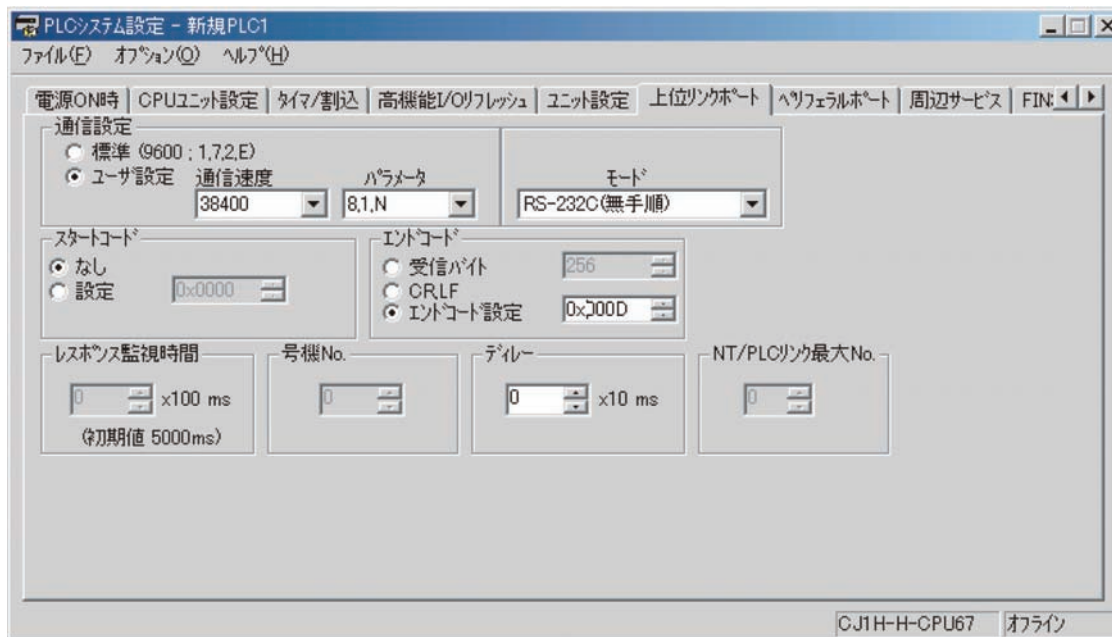 PLCシステム設定 - 新規PLC1
ファイル(F) オプション(O) ヘルプ(H)
電源ON時 CPUユニット設定 タイマ/割込 高機能I/Oリフレッシュ ユニット設定 上位リンクポート ペリフェラルポート 周辺サービス FINS
通信設定
標準 (9600 ; 1,7,2,E)
ユーザ設定 通信速度 パラメータ モード
38400 8,1,N RS-232C(無手順)
スタートコード エンドコード
なし 受信バイト 256
設定 0x0000 CR,LF
エンドコード設定 0x000D
レスポンス監視時間 号機No. ディレー NT/PLCリンク最大No.
0 x100 ms 0 0 x10 ms 0
(初期値 5000ms)
CJ1H-H-CPU67 オフライン